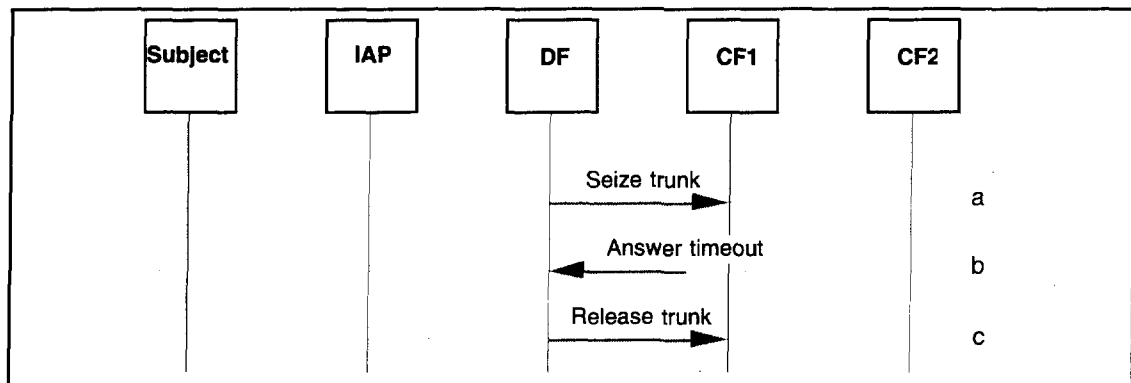 Subject IAP DF CF1 CF2
Seize trunk a
Answer timeout b
Release trunk c